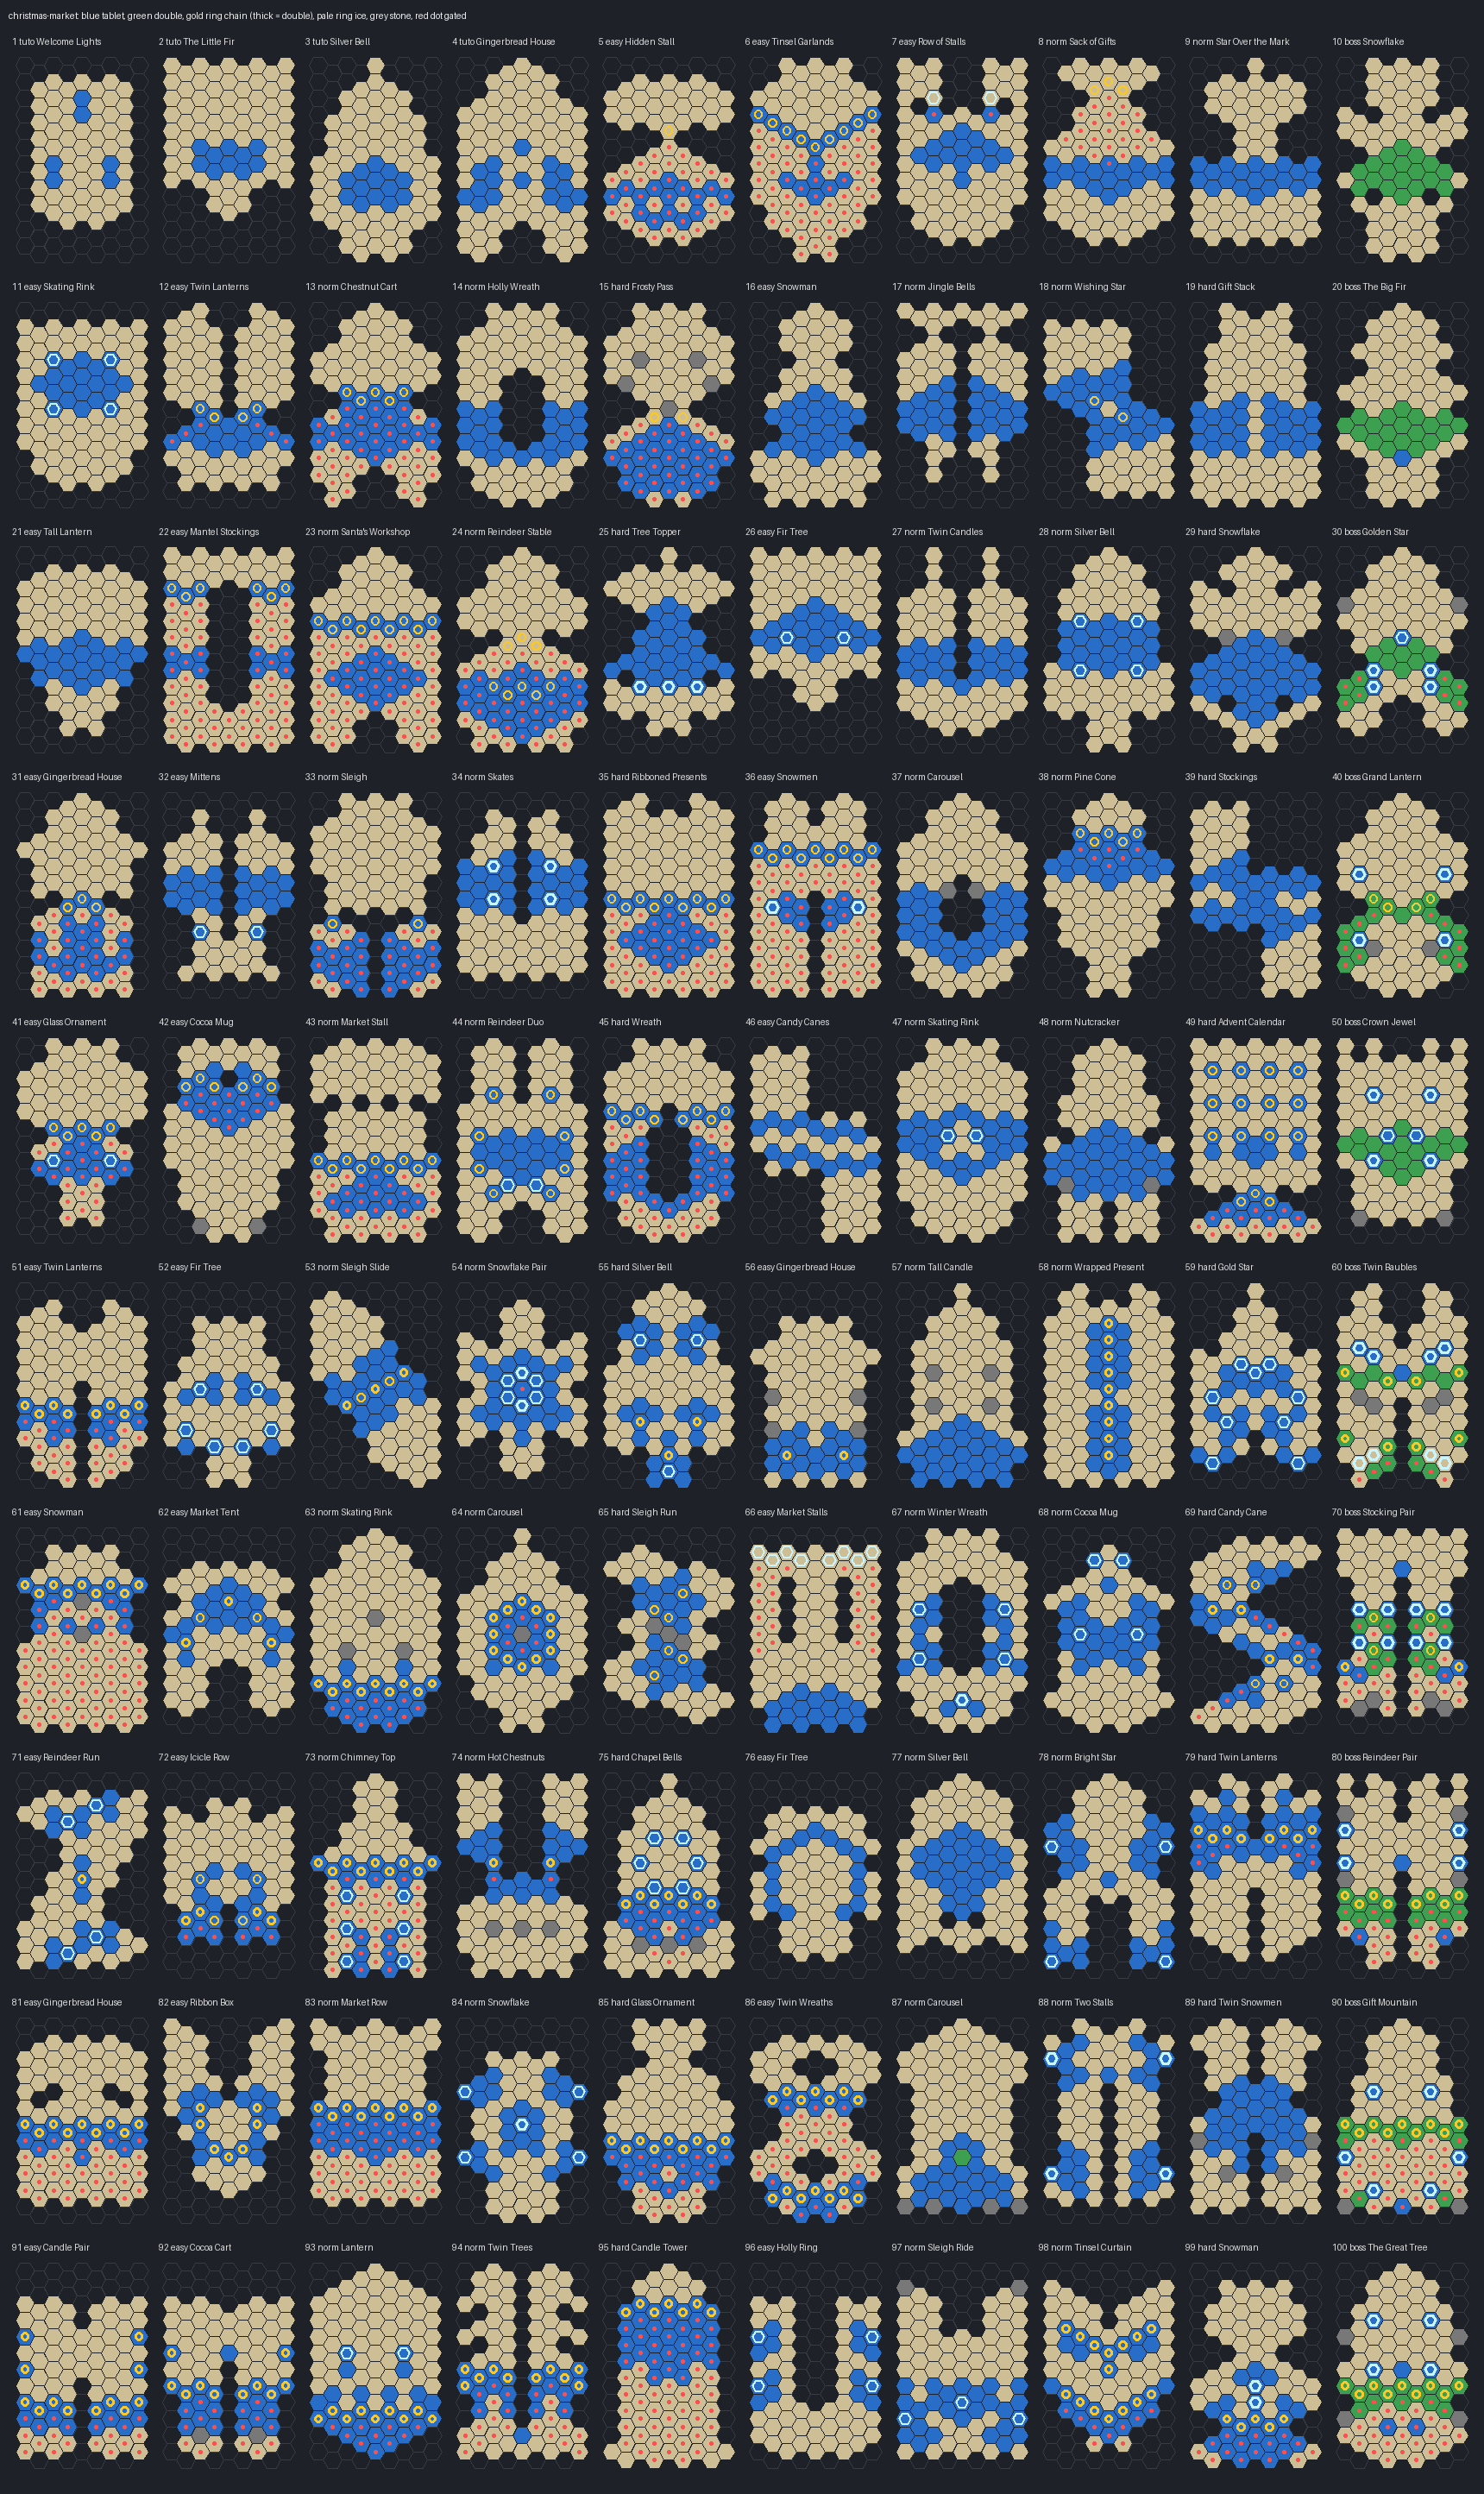 christmas-market: blue tablet, green double, gold ring chain (thick = double), pale ring ice, grey stone, red dot gated
1 tuto Welcome Lights
2 tuto The Little Fir
3 tuto Silver Bell
4 tuto Gingerbread House
5 easy Hidden Stall
6 easy Tinsel Garlands
7 easy Row of Stalls
8 norm Sack of Gifts
9 norm Star Over the Mark
10 boss Snowflake
11 easy Skating Rink
12 easy Twin Lanterns
13 norm Chestnut Cart
14 norm Holly Wreath
15 hard Frosty Pass
16 easy Snowman
17 norm Jingle Bells
18 norm Wishing Star
19 hard Gift Stack
20 boss The Big Fir
21 easy Tall Lantern
22 easy Mantel Stockings
23 norm Santa's Workshop
24 norm Reindeer Stable
25 hard Tree Topper
26 easy Fir Tree
27 norm Twin Candles
28 norm Silver Bell
29 hard Snowflake
30 boss Golden Star
31 easy Gingerbread House
32 easy Mittens
33 norm Sleigh
34 norm Skates
35 hard Ribboned Presents
36 easy Snowmen
37 norm Carousel
38 norm Pine Cone
39 hard Stockings
40 boss Grand Lantern
41 easy Glass Ornament
42 easy Cocoa Mug
43 norm Market Stall
44 norm Reindeer Duo
45 hard Wreath
46 easy Candy Canes
47 norm Skating Rink
48 norm Nutcracker
49 hard Advent Calendar
50 boss Crown Jewel
51 easy Twin Lanterns
52 easy Fir Tree
53 norm Sleigh Slide
54 norm Snowflake Pair
55 hard Silver Bell
56 easy Gingerbread House
57 norm Tall Candle
58 norm Wrapped Present
59 hard Gold Star
60 boss Twin Baubles
61 easy Snowman
62 easy Market Tent
63 norm Skating Rink
64 norm Carousel
65 hard Sleigh Run
66 easy Market Stalls
67 norm Winter Wreath
68 norm Cocoa Mug
69 hard Candy Cane
70 boss Stocking Pair
71 easy Reindeer Run
72 easy Icicle Row
73 norm Chimney Top
74 norm Hot Chestnuts
75 hard Chapel Bells
76 easy Fir Tree
77 norm Silver Bell
78 norm Bright Star
79 hard Twin Lanterns
80 boss Reindeer Pair
81 easy Gingerbread House
82 easy Ribbon Box
83 norm Market Row
84 norm Snowflake
85 hard Glass Ornament
86 easy Twin Wreaths
87 norm Carousel
88 norm Two Stalls
89 hard Twin Snowmen
90 boss Gift Mountain
91 easy Candle Pair
92 easy Cocoa Cart
93 norm Lantern
94 norm Twin Trees
95 hard Candle Tower
96 easy Holly Ring
97 norm Sleigh Ride
98 norm Tinsel Curtain
99 hard Snowman
100 boss The Great Tree